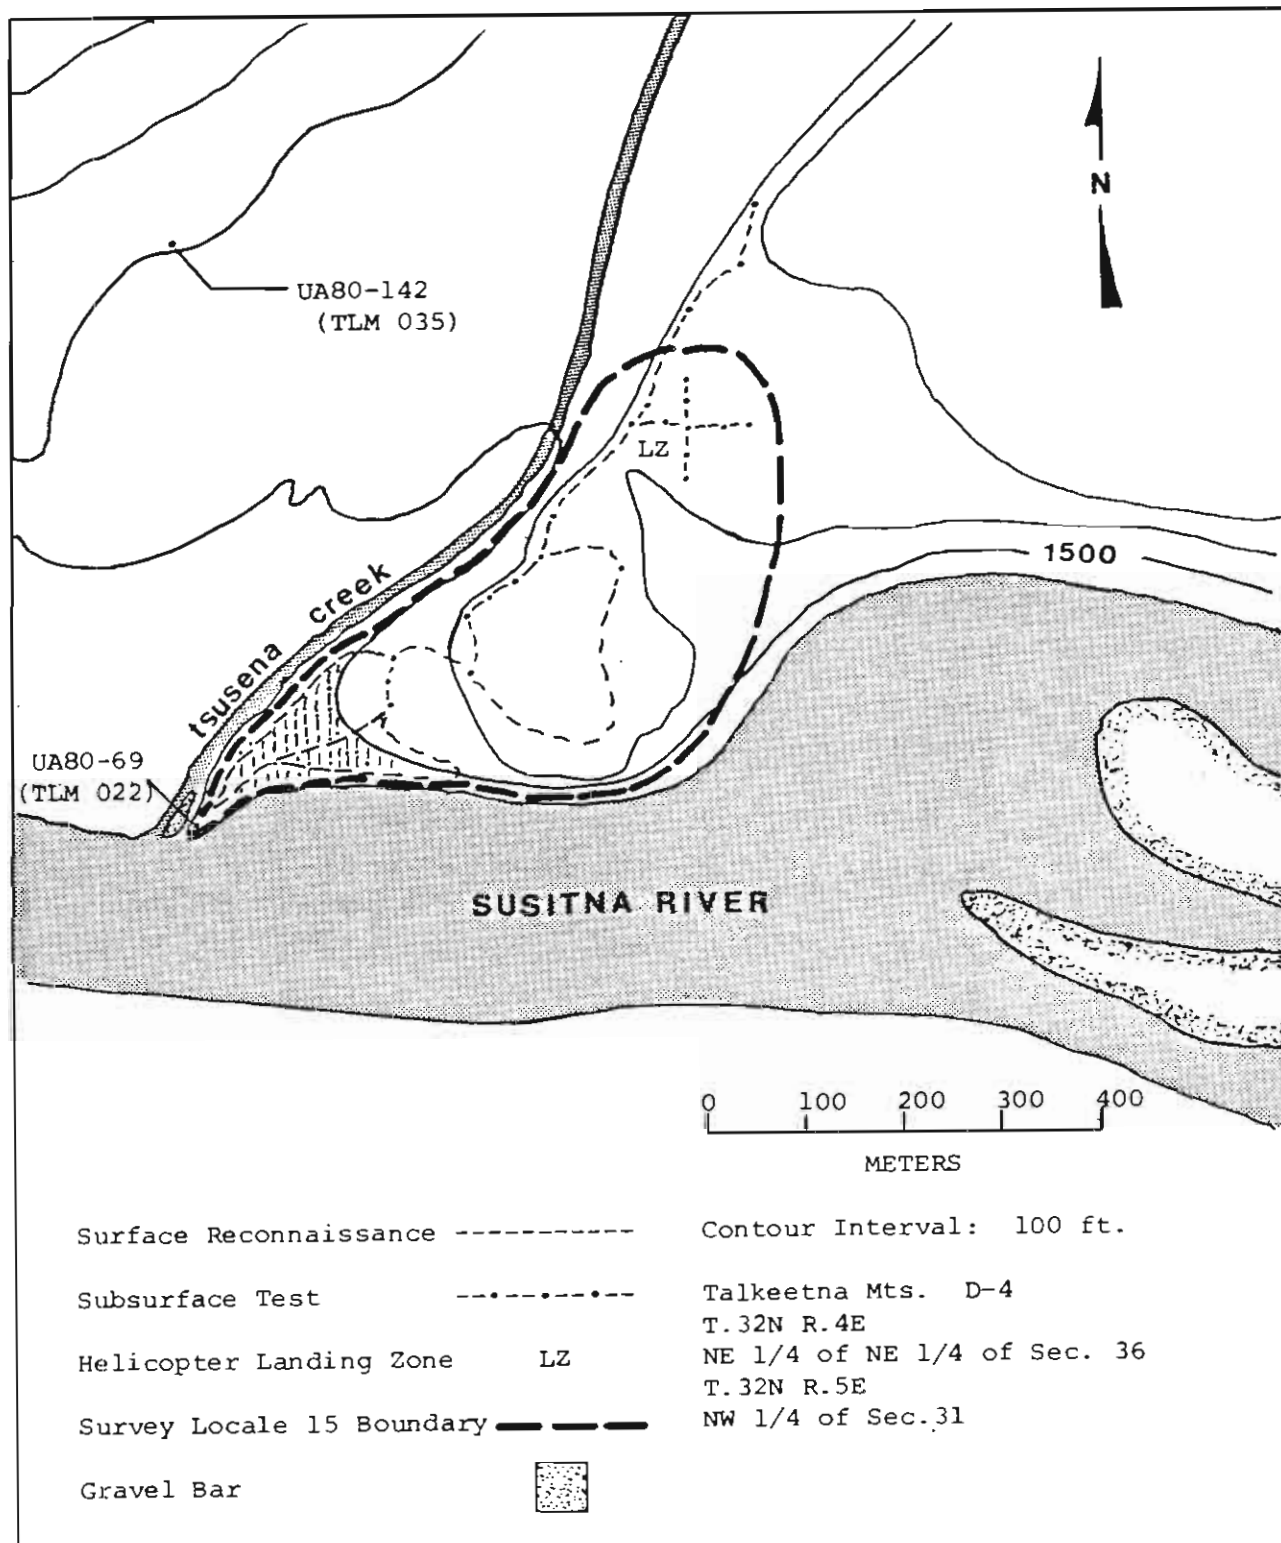 N
UA80-142
(TLM 035)
LZ
1500
tsusena creek
UA80-69
(TLM 022)
SUSITNA RIVER
0 100 200 300 400
METERS
Surface Reconnaissance
Contour Interval: 100 ft.
Subsurface Test
Talkeetna Mts. D-4
T.32N R.4E
Helicopter Landing Zone LZ
NE 1/4 of NE 1/4 of Sec. 36
T.32N R.5E
Survey Locale 15 Boundary
NW 1/4 of Sec.31
Gravel Bar